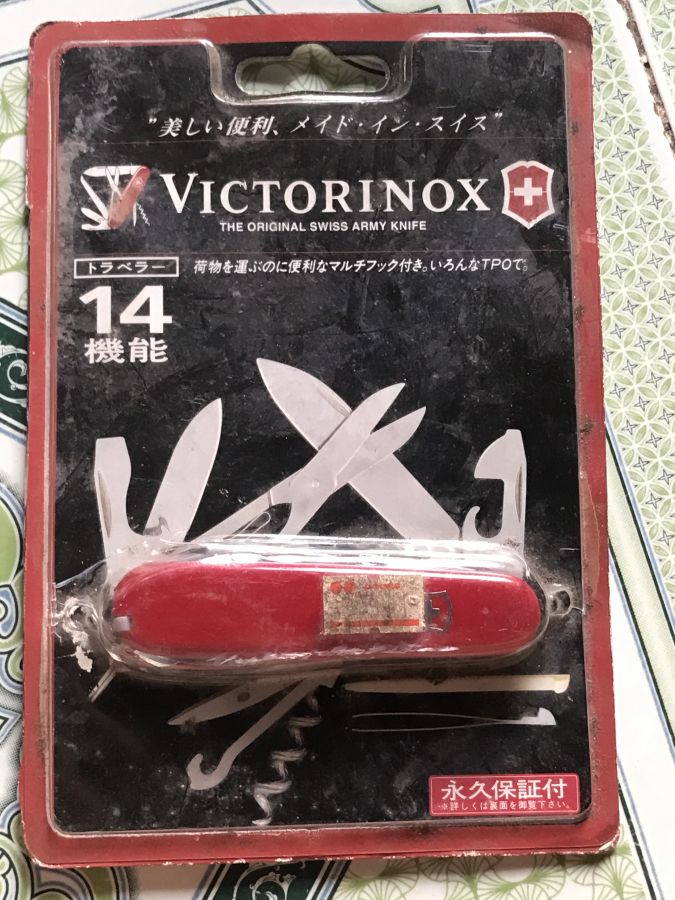 "美しい便利、メイド・イン・スイス"
VICTORINOX
THE ORIGINAL SWISS ARMY KNIFE
トラベラー
荷物を運ぶのに便利なマルチフック付き。いろんなTPOで。
14
機能
永久保証付
※詳しくは裏面を御覧下さい。